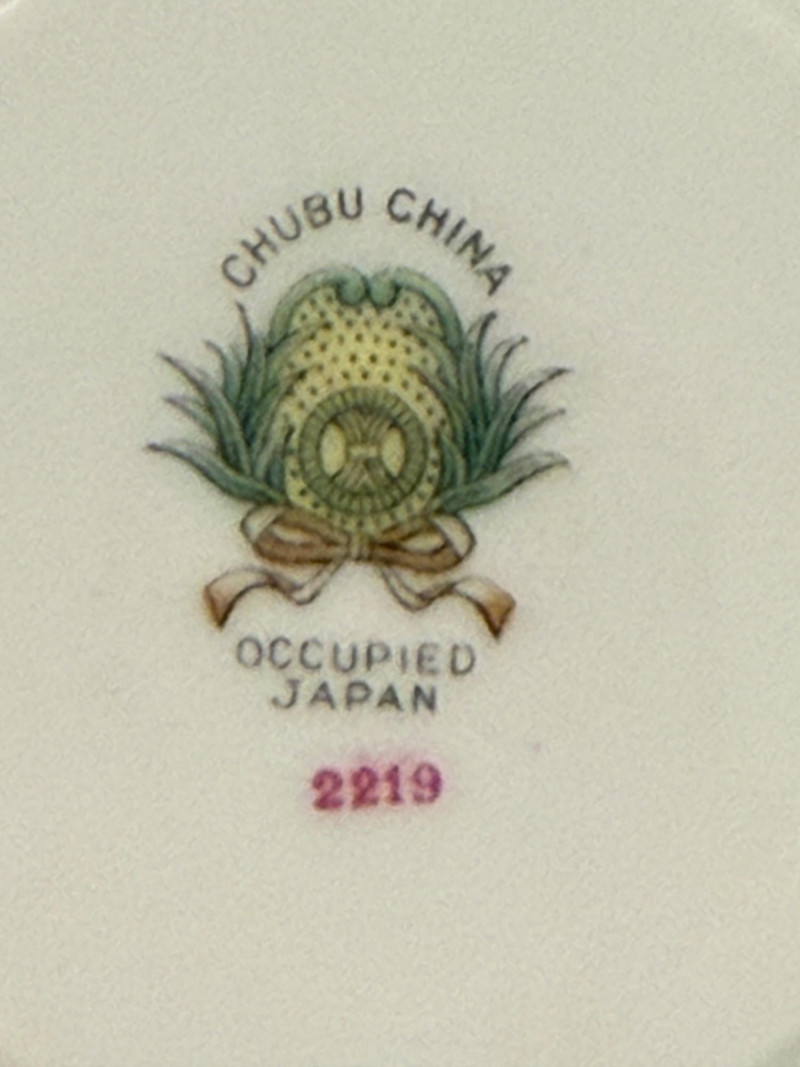 CHUBU CHINA
OCCUPIED
JAPAN
2219